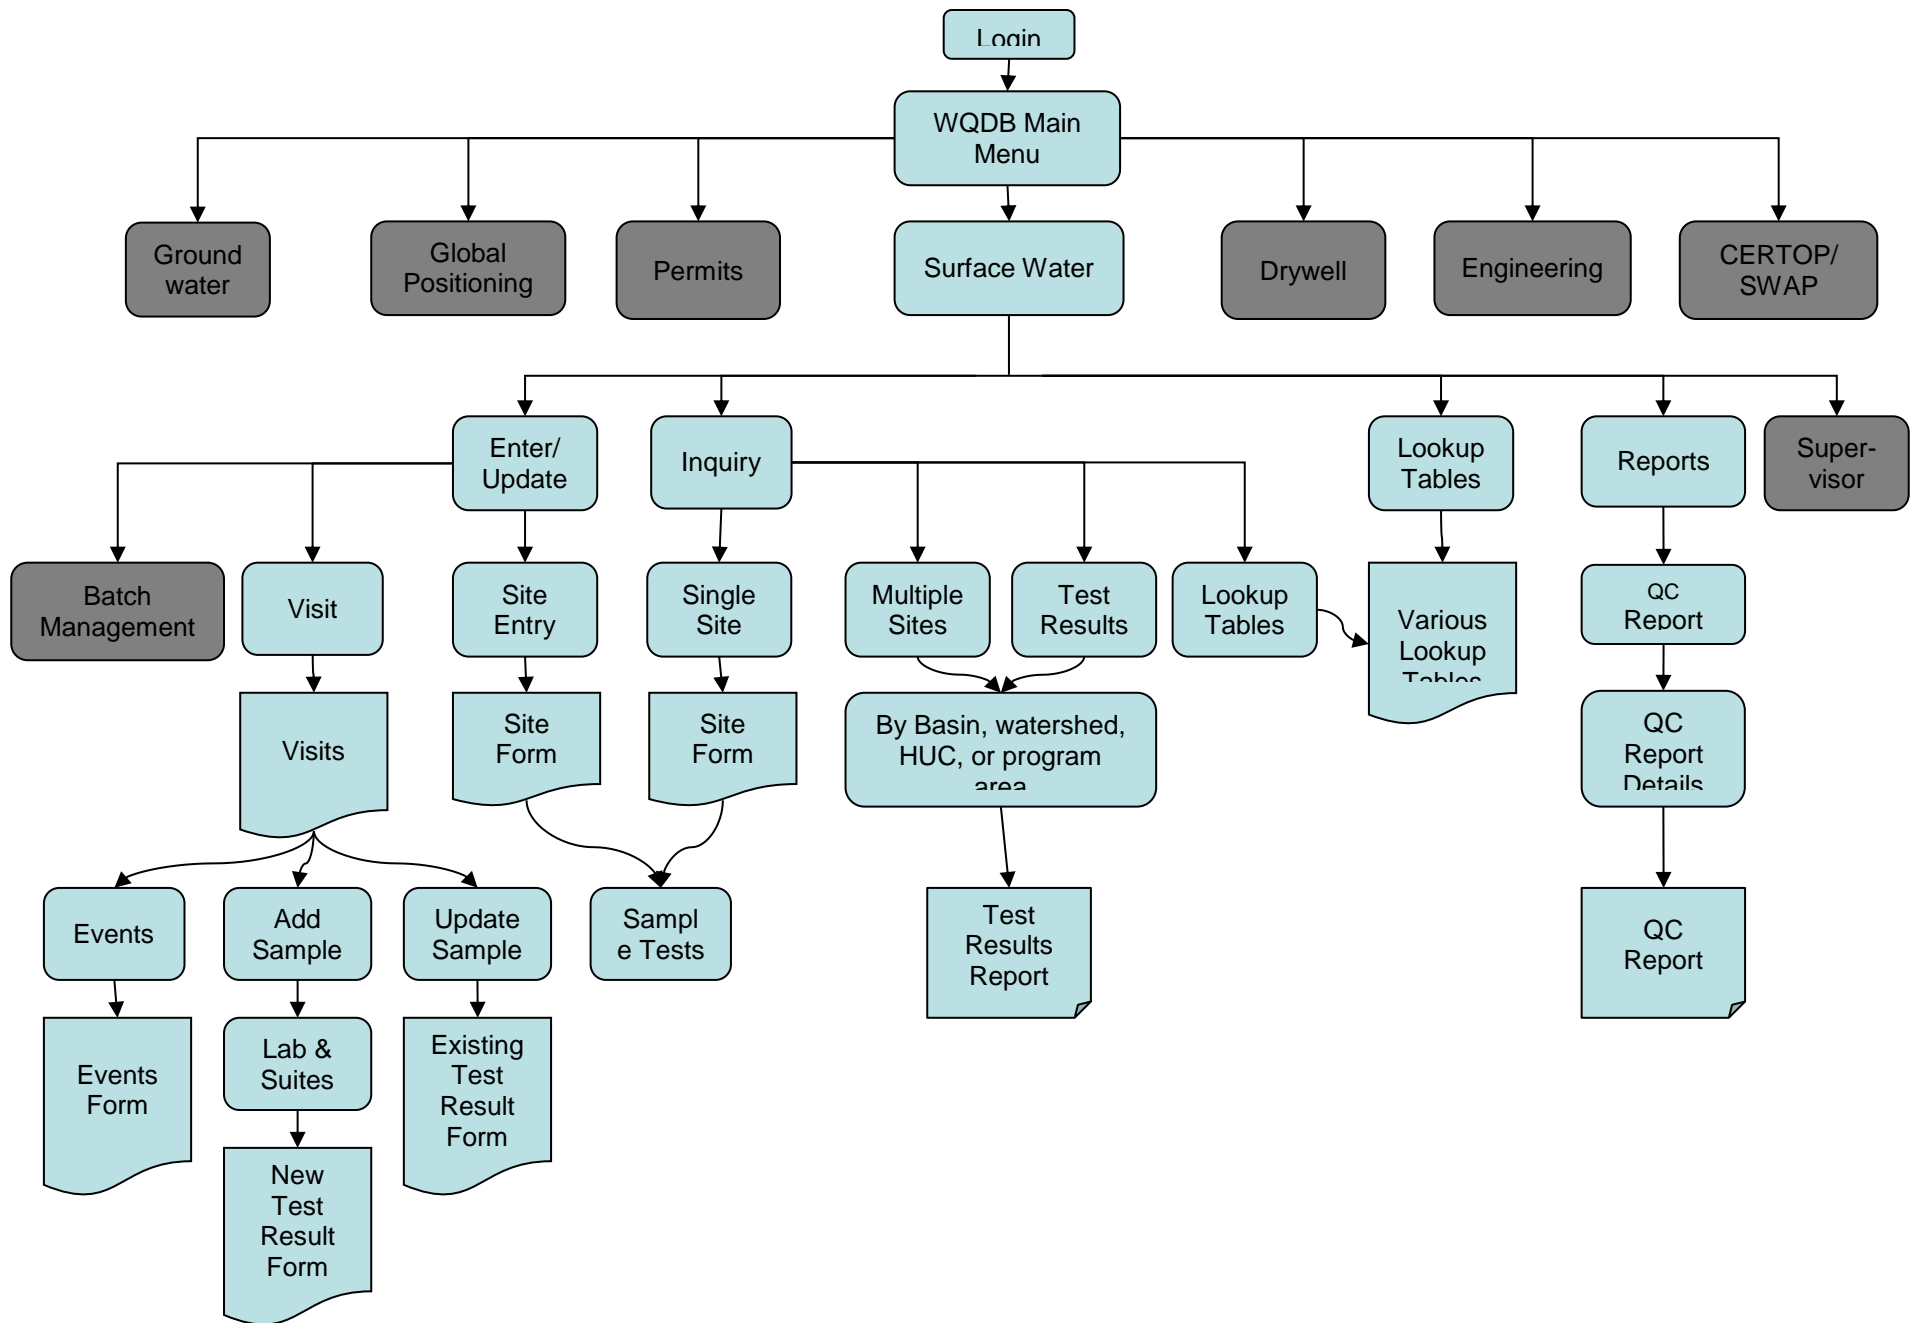 Login
WQDB Main
Menu
Ground
water
Global
Positioning
Permits
Surface Water
Drywell
Engineering
CERTOP/
SWAP
Enter/
Update
Inquiry
Lookup
Tables
Reports
Super-
visor
Batch
Management
Visit
Site
Entry
Single
Site
Multiple
Sites
Test
Results
Lookup
Tables
Various
Lookup
Tables
QC
Report
Visits
Site
Form
Site
Form
By Basin, watershed,
HUC, or program
area
QC
Report
Details
Events
Add
Sample
Update
Sample
Sampl
e Tests
Test
Results
Report
QC
Report
Events
Form
Lab &
Suites
Existing
Test
Result
Form
New
Test
Result
Form